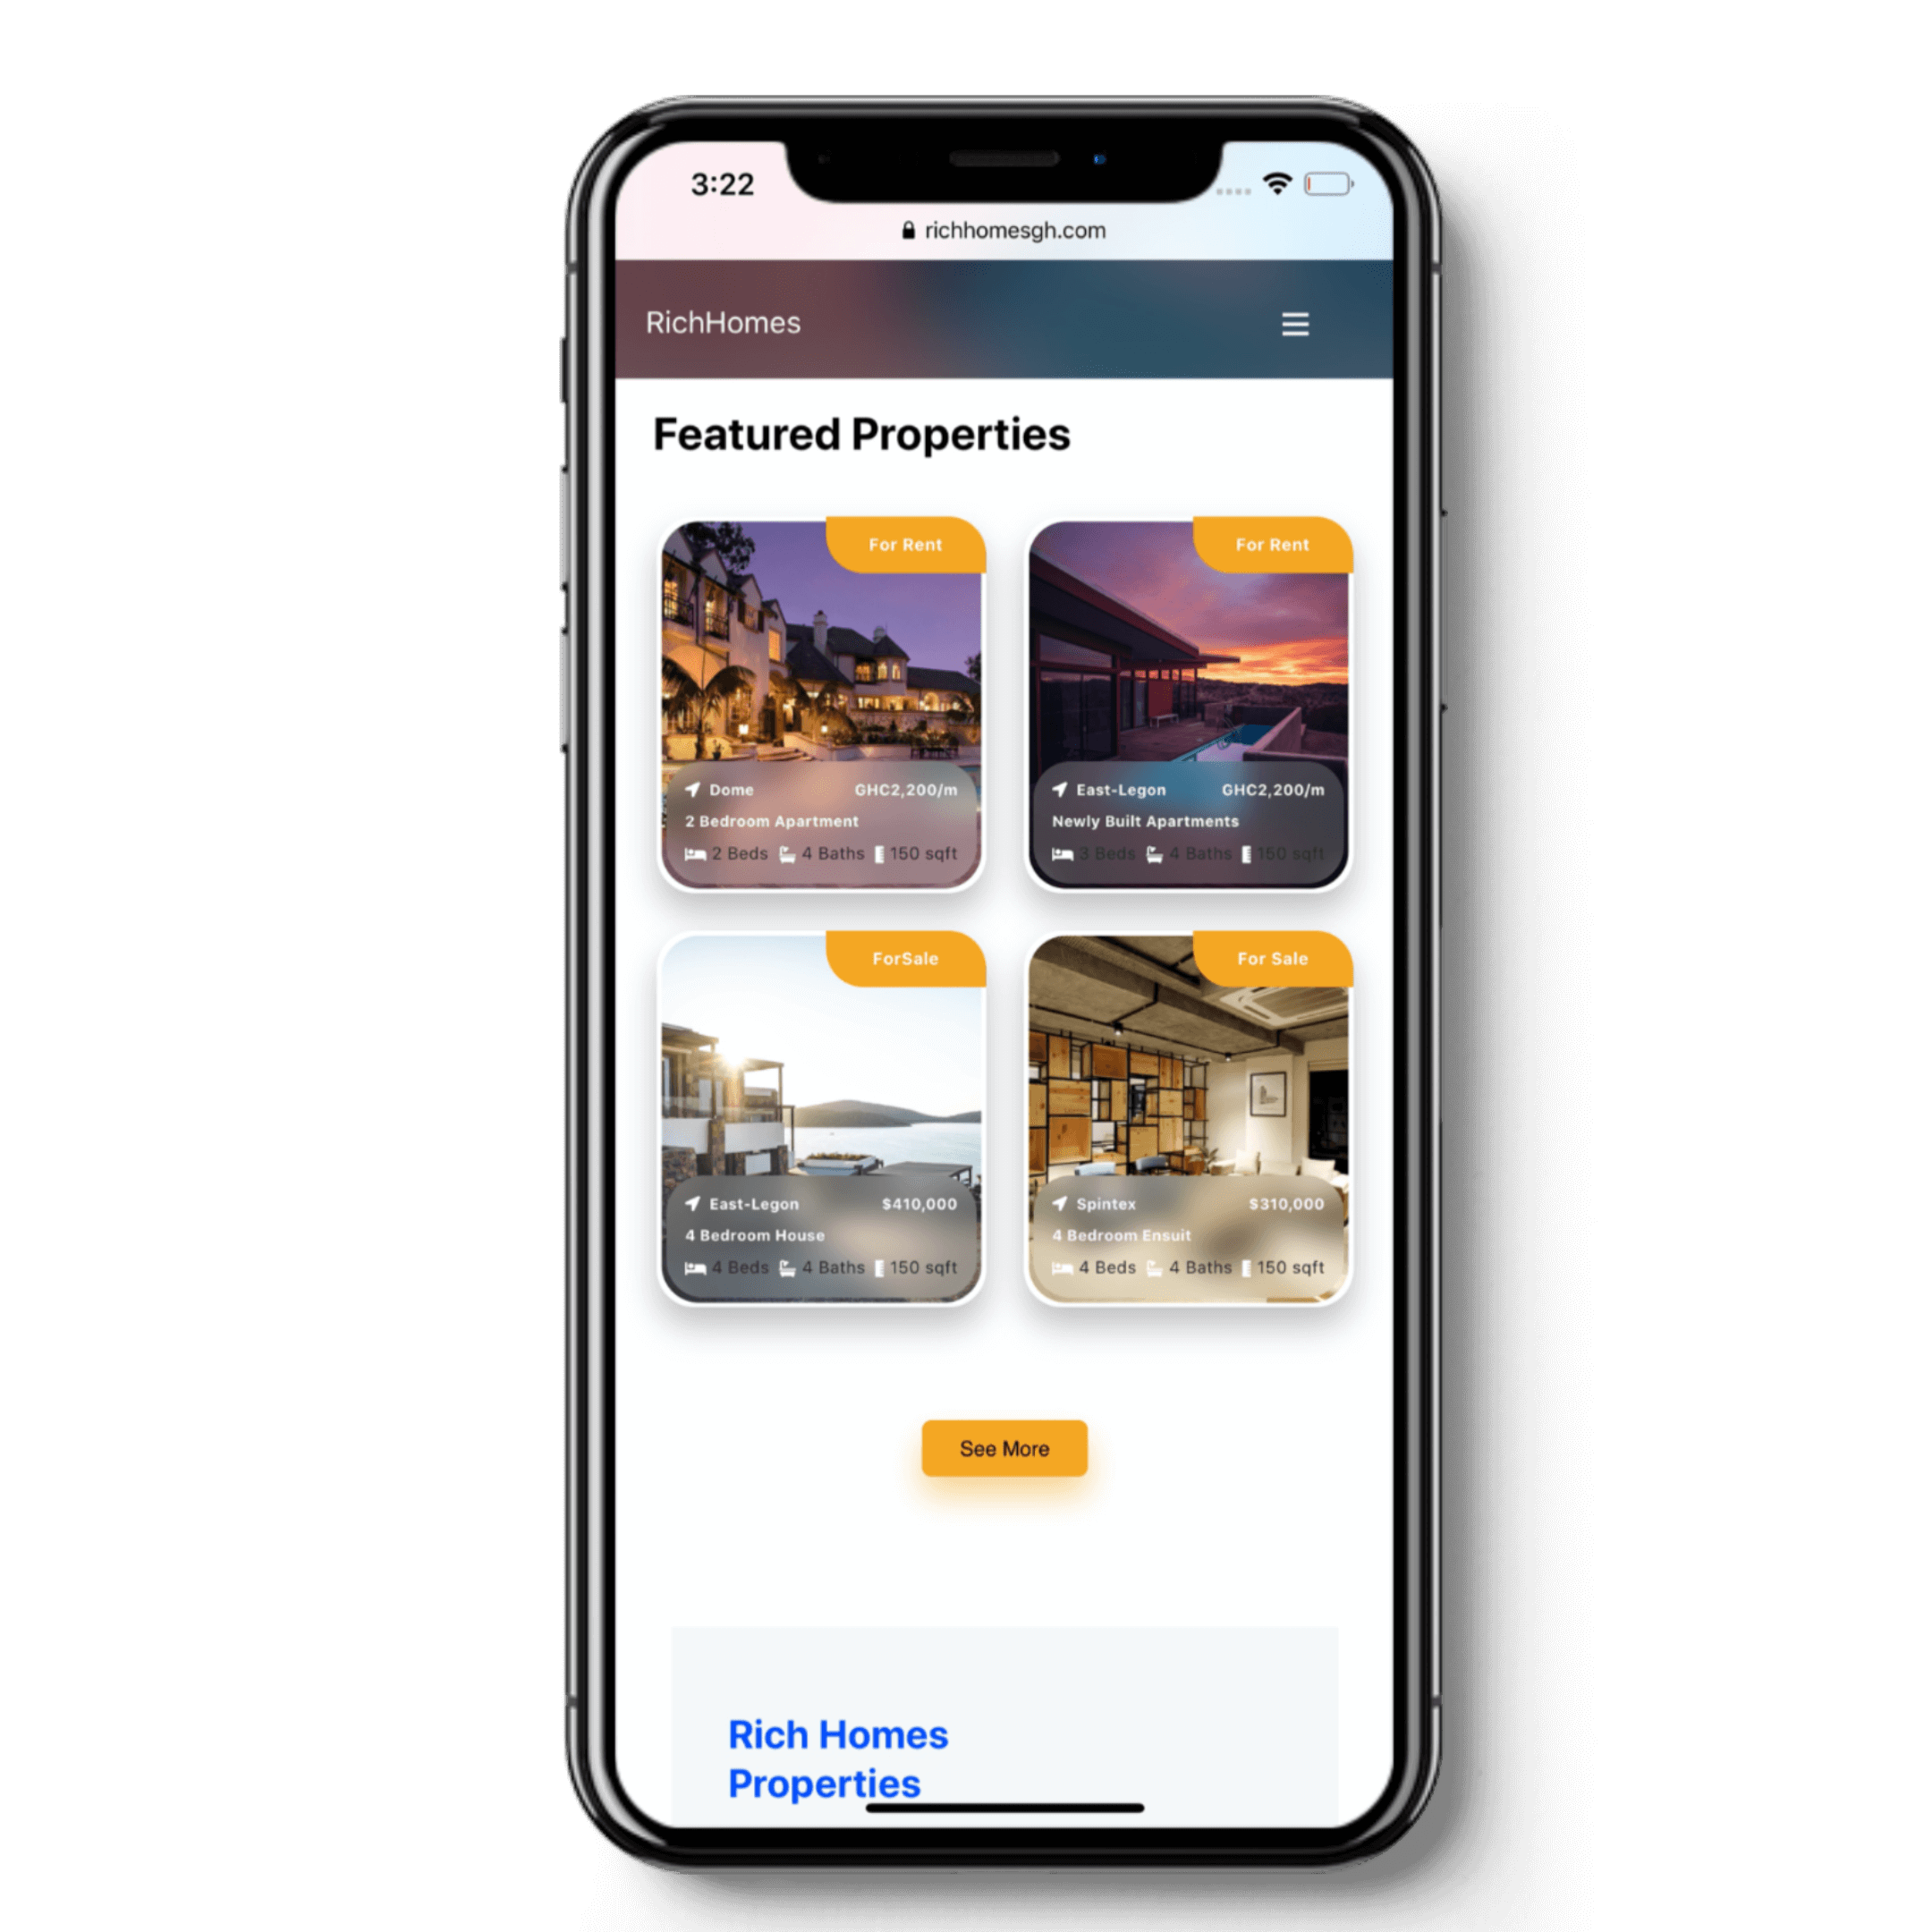 3:22
richhomesgh.com
RichHomes
Featured Properties
For Rent
Dome GHC2,200/m
2 Bedroom Apartment
2 Beds 4 Baths 150 sqft
For Rent
East-Legon GHC2,200/m
Newly Built Apartments
3 Beds 4 Baths 150 sqft
ForSale
East-Legon $410,000
4 Bedroom House
4 Beds 4 Baths 150 sqft
For Sale
Spintex $310,000
4 Bedroom Ensuit
4 Beds 4 Baths 150 sqft
See More
Rich Homes
Properties